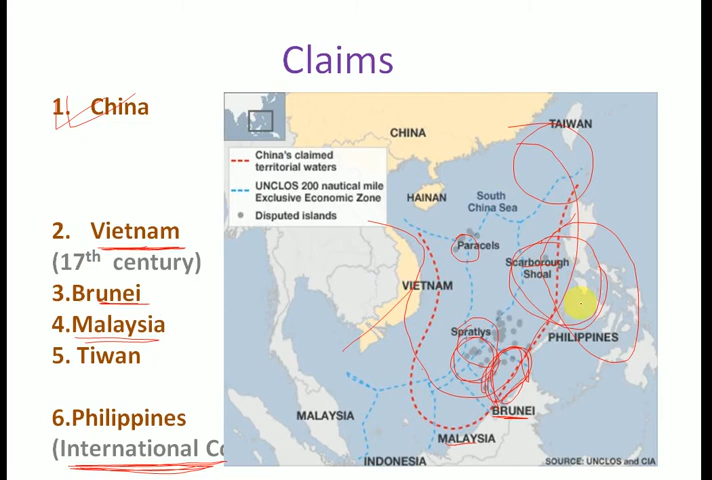 Claims
1. China
2. Vietnam
(17th century)
3.Brunei
4.Malaysia
5. Tiwan
6.Philippines
(International
CHINA
TAIWAN
China's claimed
territorial waters
UNCLOS 200 nautical mile
Exclusive Economic Zone
Disputed islands
HAINAN
South
China Sea
Paracels
Scarborough
Shoal
VIETNAM
Spratlys
PHILIPPINES
BRUNEI
MALAYSIA
MALAYSIA
INDONESIA
SOURCE: UNCLOS and CIA